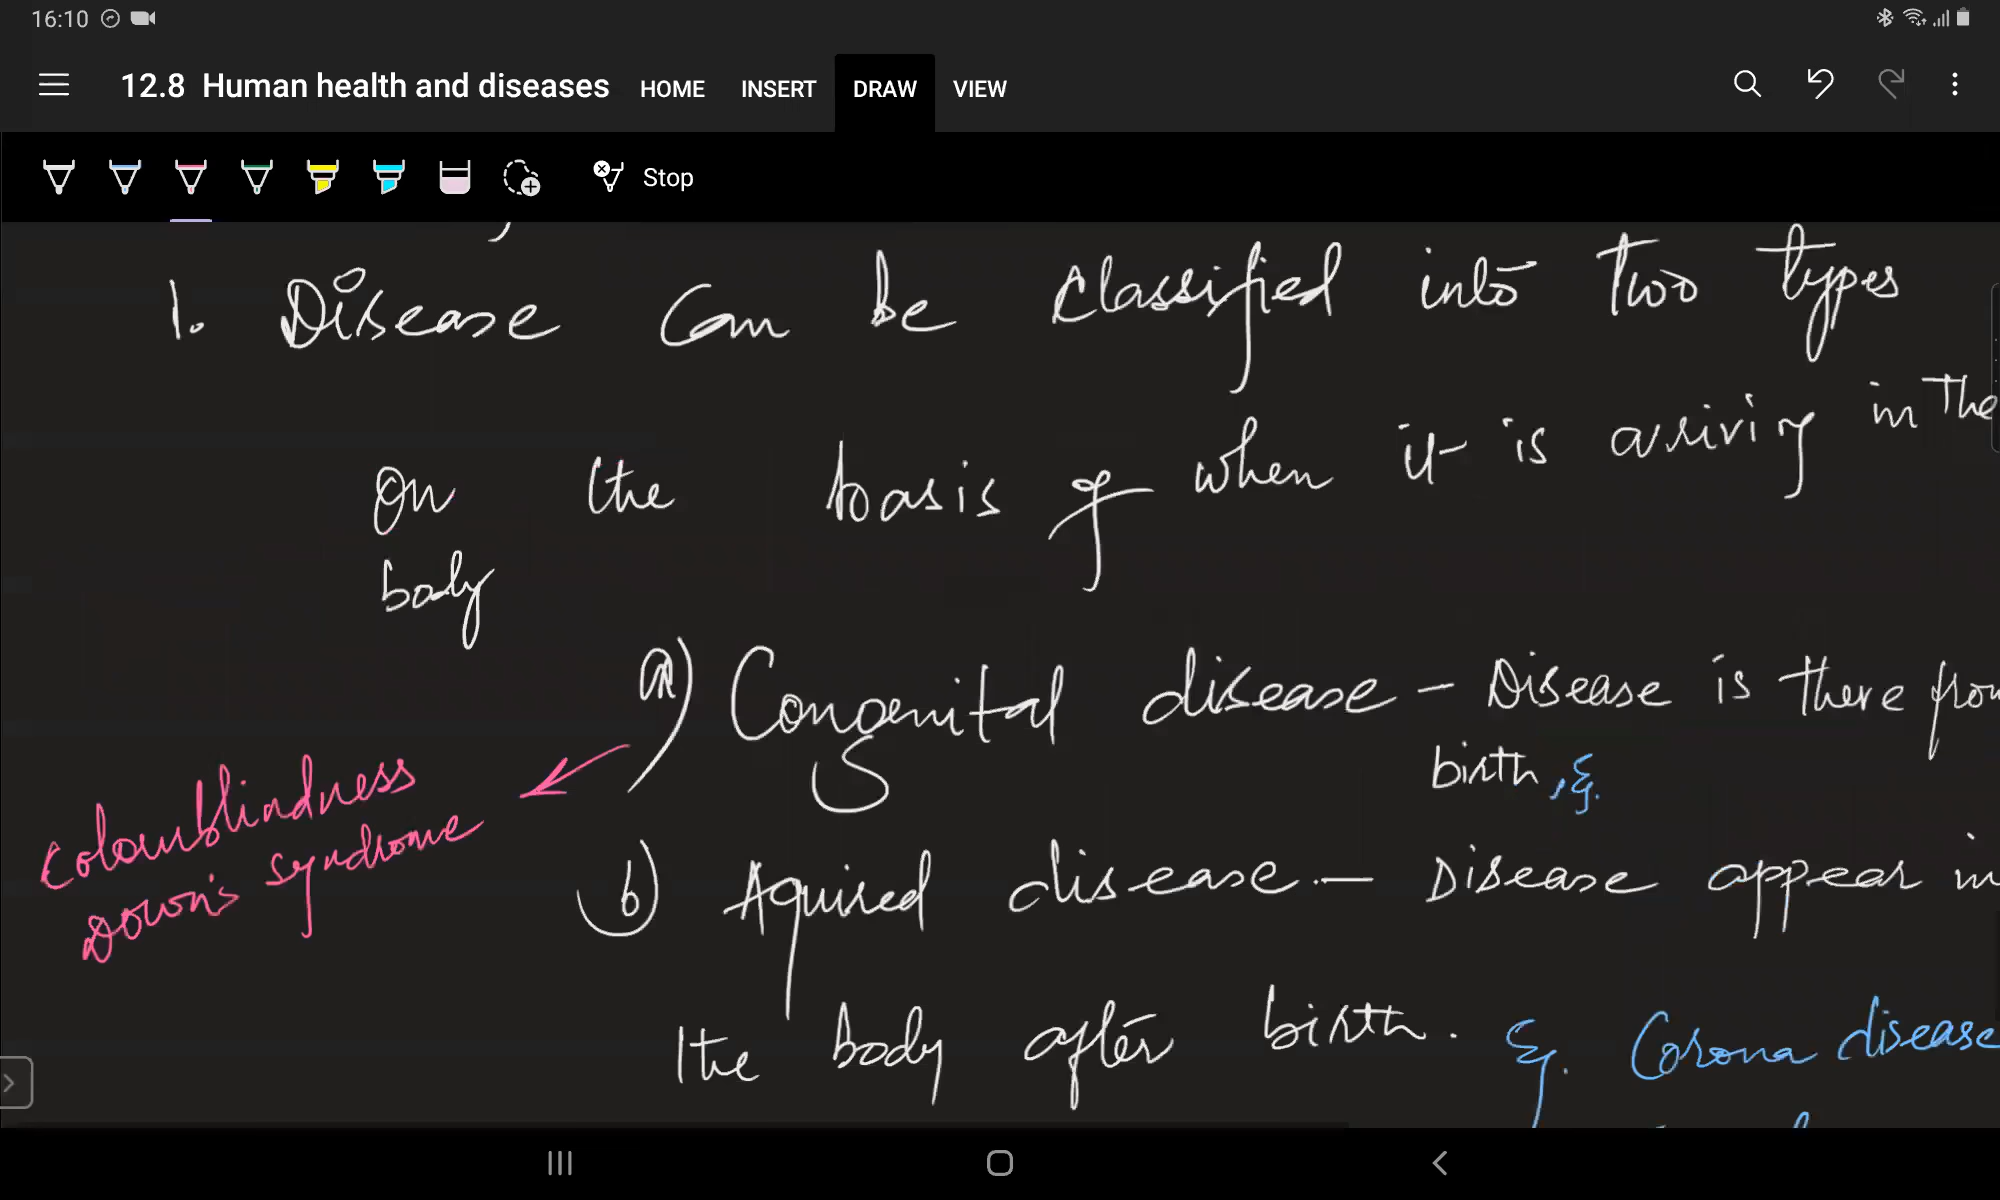 16:10
12.8 Human health and diseases HOME INSERT DRAW VIEW
Stop
1. Disease can be classified into two types
on the basis of when it is arriving in the
body
a) Congenital disease - Disease is there from
birth, Eg.
Colourblindness
Down's syndrome
b) Aquired disease - Disease appear in
the body after birth. Eg. Corona disease